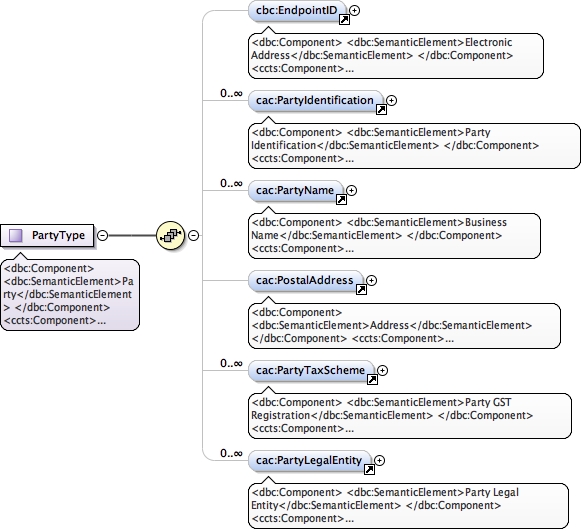 cbc:EndpointID
<dbc:Component> <dbc:SemanticElement>Electronic
Address</dbc:SemanticElement> </dbc:Component>
<ccts:Component>...
0..∞
cac:PartyIdentification
<dbc:Component> <dbc:SemanticElement>Party
Identification</dbc:SemanticElement> </dbc:Component>
<ccts:Component>...
0..∞
cac:PartyName
<dbc:Component> <dbc:SemanticElement>Business
Name</dbc:SemanticElement> </dbc:Component>
<ccts:Component>...
PartyType
<dbc:Component>
<dbc:SemanticElement>Pa
rty</dbc:SemanticElement
> </dbc:Component>
<ccts:Component>...
cac:PostalAddress
<dbc:Component>
<dbc:SemanticElement>Address</dbc:SemanticElement>
</dbc:Component> <ccts:Component>...
0..∞
cac:PartyTaxScheme
<dbc:Component> <dbc:SemanticElement>Party GST
Registration</dbc:SemanticElement> </dbc:Component>
<ccts:Component>...
0..∞
cac:PartyLegalEntity
<dbc:Component> <dbc:SemanticElement>Party Legal
Entity</dbc:SemanticElement> </dbc:Component>
<ccts:Component>...